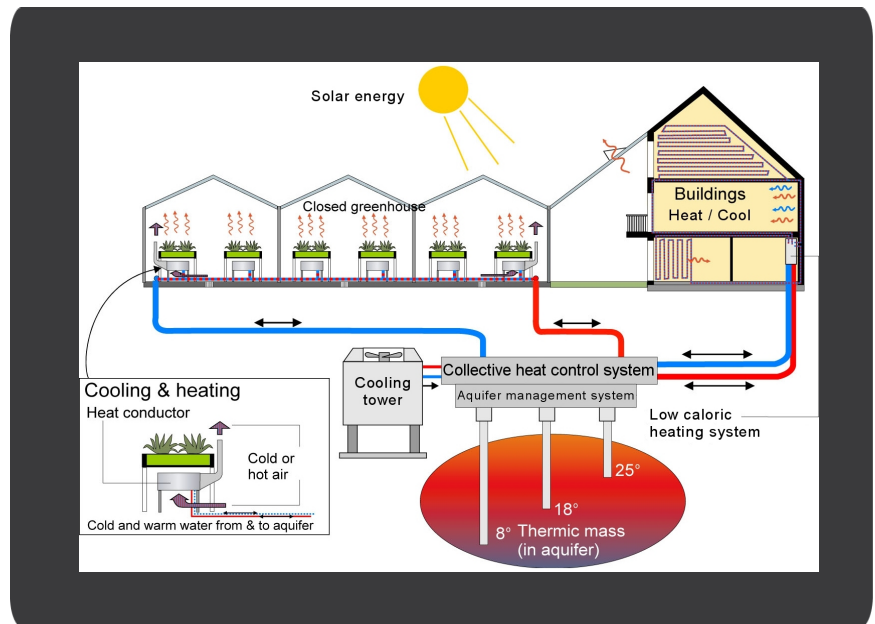 Solar energy
Closed greenhouse
Buildings
Heat / Cool
Cooling & heating
Heat conductor
Cold or
hot air
Cold and warm water from & to aquifer
Cooling
tower
Collective heat control system
Aquifer management system
Low caloric
heating system
25°
18°
8° Thermic mass
(in aquifer)